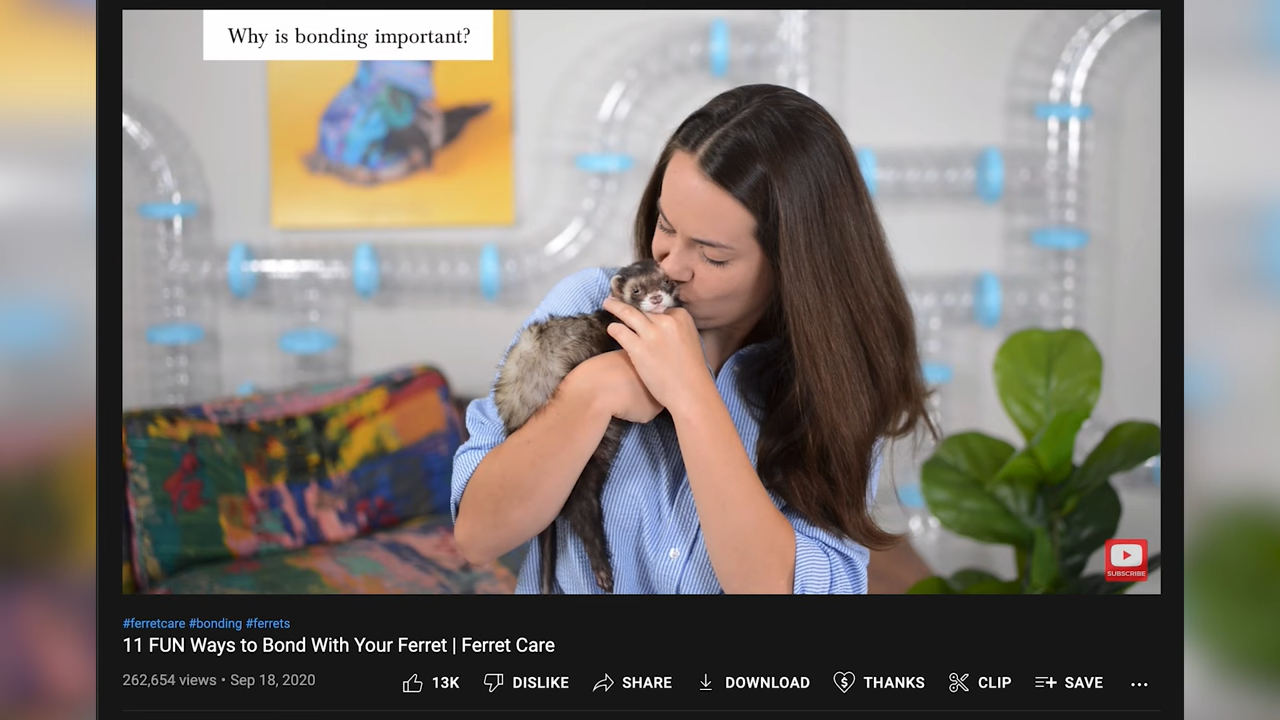 Why is bonding important?
SUBSCRIBE
#ferretcare #bonding #ferrets
11 FUN Ways to Bond With Your Ferret | Ferret Care
262,654 views • Sep 18, 2020
13K DISLIKE SHARE DOWNLOAD THANKS CLIP SAVE ...